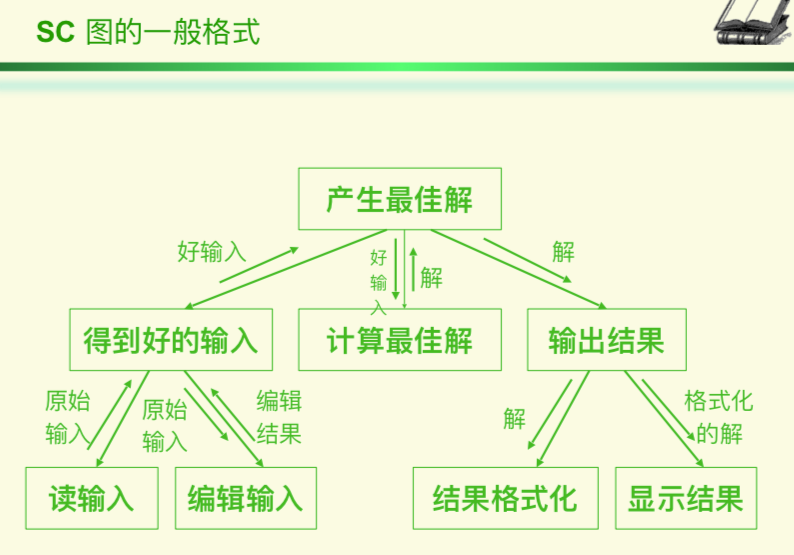 SC 图的一般格式
产生最佳解
好输入
好
输
入
解
解
得到好的输入
计算最佳解
输出结果
原始
输入
原始
输入
编辑
结果
解
格式化
的解
读输入
编辑输入
结果格式化
显示结果